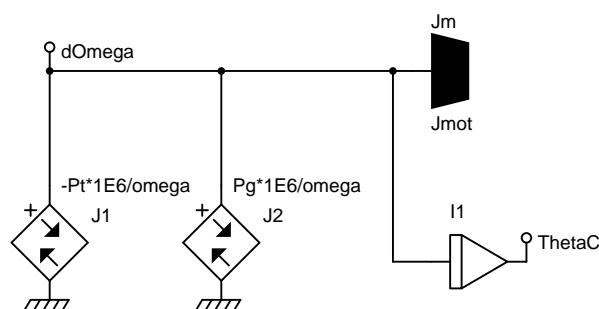 Jm
dOmega
Jmot
-Pt*1E6/omega
Pg*1E6/omega
+
J1
+
J2
I1
ThetaC